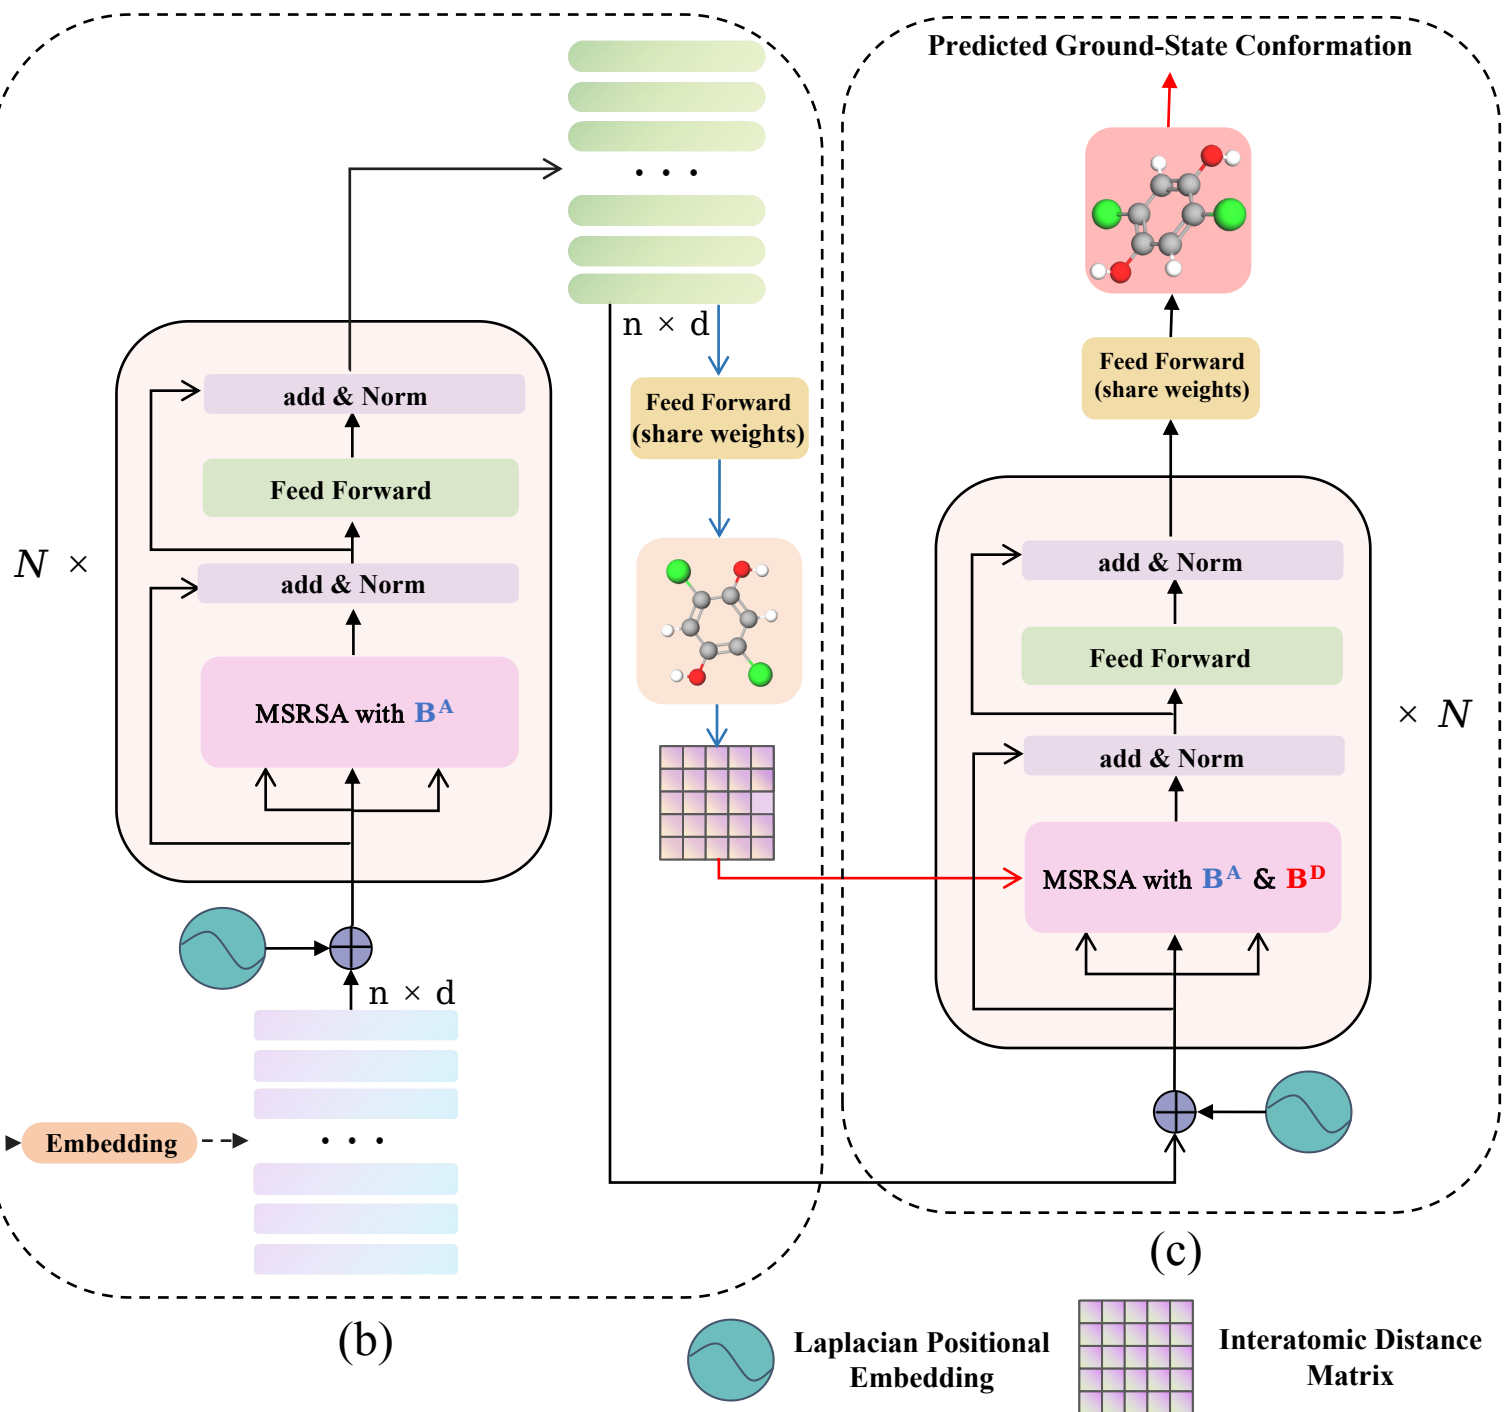 Predicted Ground-State Conformation
. . .
n × d
add & Norm
Feed Forward
add & Norm
MSRSA with B^A
N ×
n × d
Embedding
. . .
Feed Forward
(share weights)
(b)
Feed Forward
(share weights)
add & Norm
Feed Forward
add & Norm
MSRSA with B^A & B^D
× N
(c)
Laplacian Positional
Embedding
Interatomic Distance
Matrix